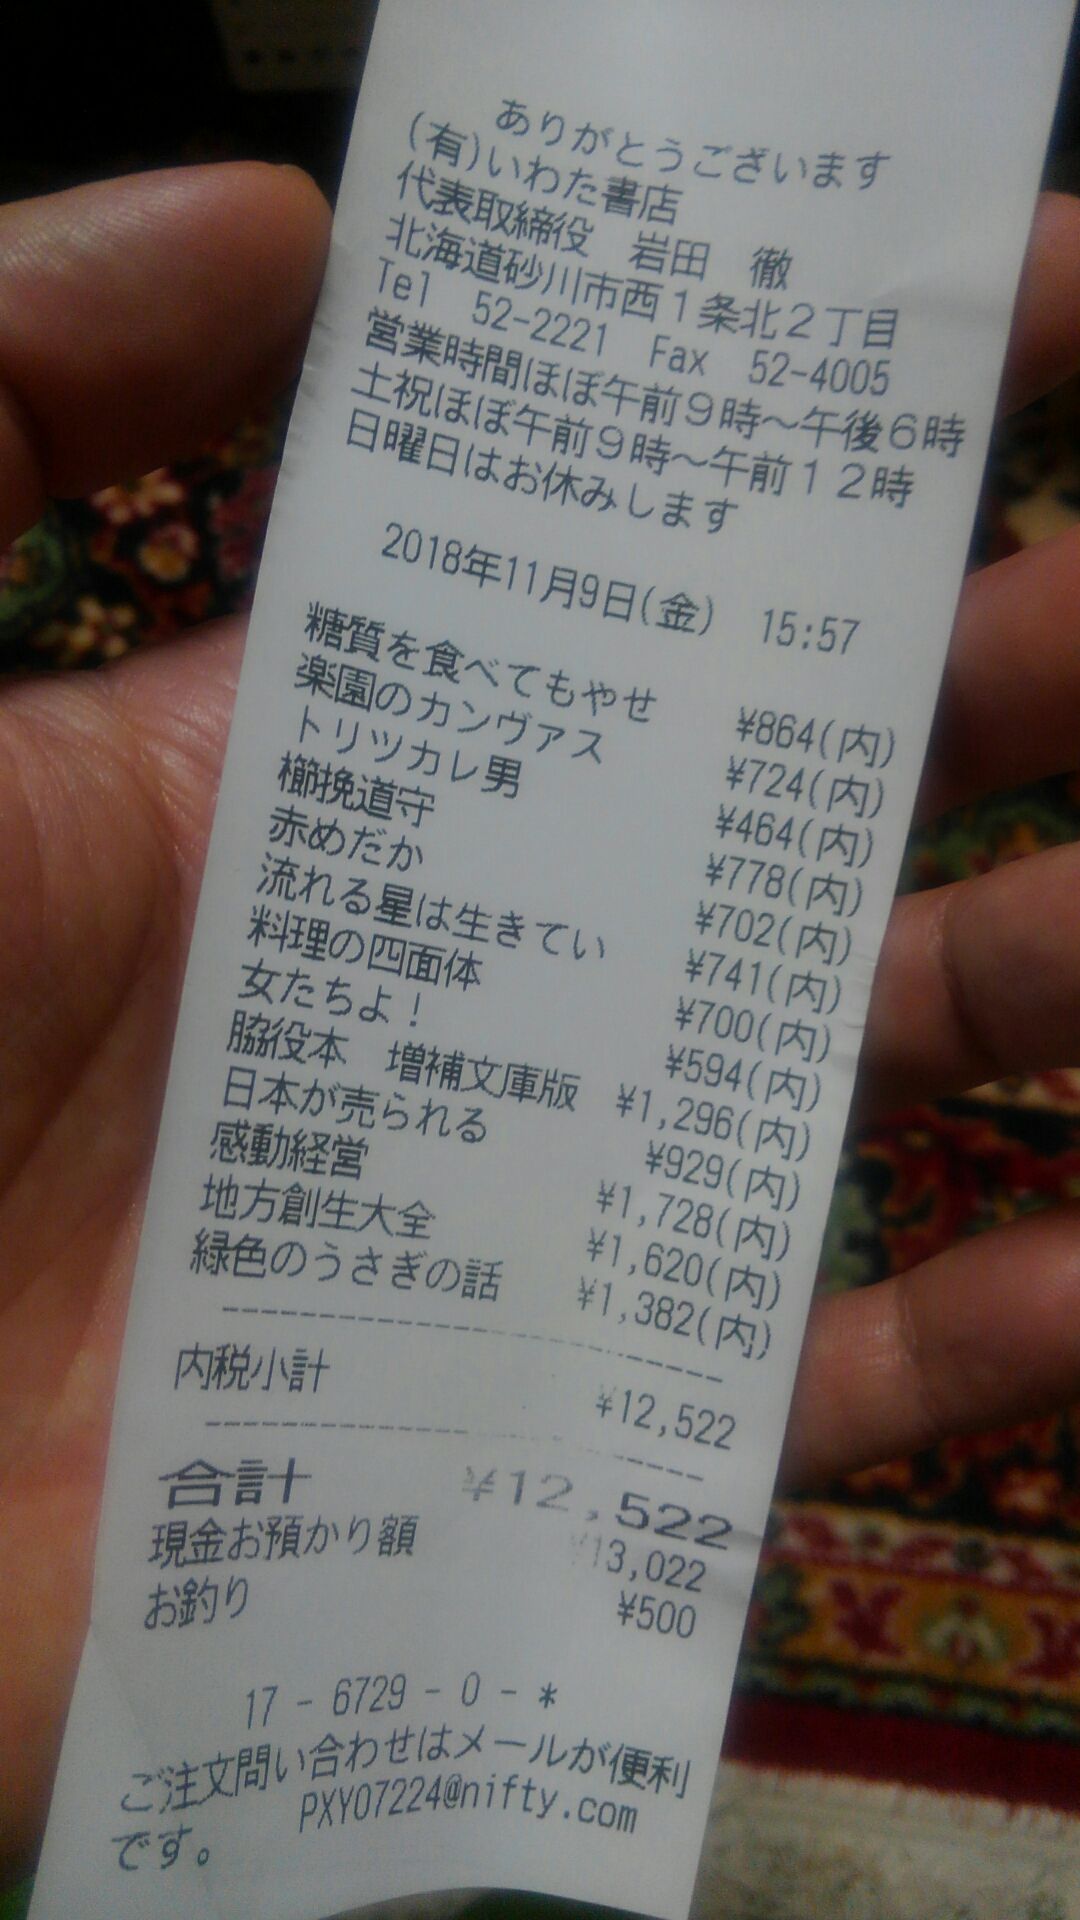 ありがとうございます
(有)いわた書店
代表取締役　岩田　徹
北海道砂川市西１条北２丁目
Tel　52-2221　Fax　52-4005
営業時間ほぼ午前９時～午後６時
土祝ほぼ午前９時～午前１２時
日曜日はお休みします
2018年11月9日(金)　15:57
糖質を食べてもやせ　¥864(内)
楽園のカンヴァス　¥724(内)
トリツカレ男　¥464(内)
櫛挽道守　¥778(内)
赤めだか　¥702(内)
流れる星は生きてい　¥741(内)
料理の四面体　¥700(内)
女たちよ！　¥594(内)
脇役本　増補文庫版　¥1,296(内)
日本が売られる　¥929(内)
感動経営　¥1,728(内)
地方創生大全　¥1,620(内)
緑色のうさぎの話　¥1,382(内)
内税小計　¥12,522
合計　¥12,522
現金お預かり額　¥13,022
お釣り　¥500
17 - 6729 - 0 - *
ご注文問い合わせはメールが便利
です。　PXY07224@nifty.com